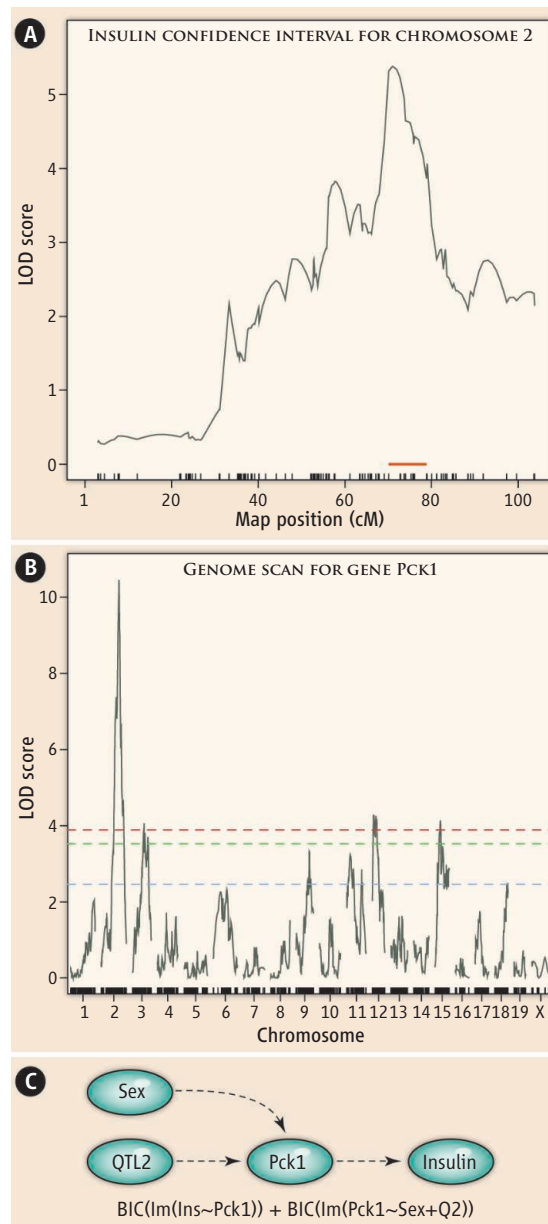 A
INSULIN CONFIDENCE INTERVAL FOR CHROMOSOME 2
LOD score
5
4
3
2
1
0
1 20 40 60 80 100
Map position (cM)
B
GENOME SCAN FOR GENE PCK1
LOD score
10
8
6
4
2
0
1 2 3 4 5 6 7 8 9 10 11 12 13 14 15 16 17 18 19 X
Chromosome
C
Sex
QTL2
Pck1
Insulin
BIC(Im(Ins~Pck1)) + BIC(Im(Pck1~Sex+Q2))